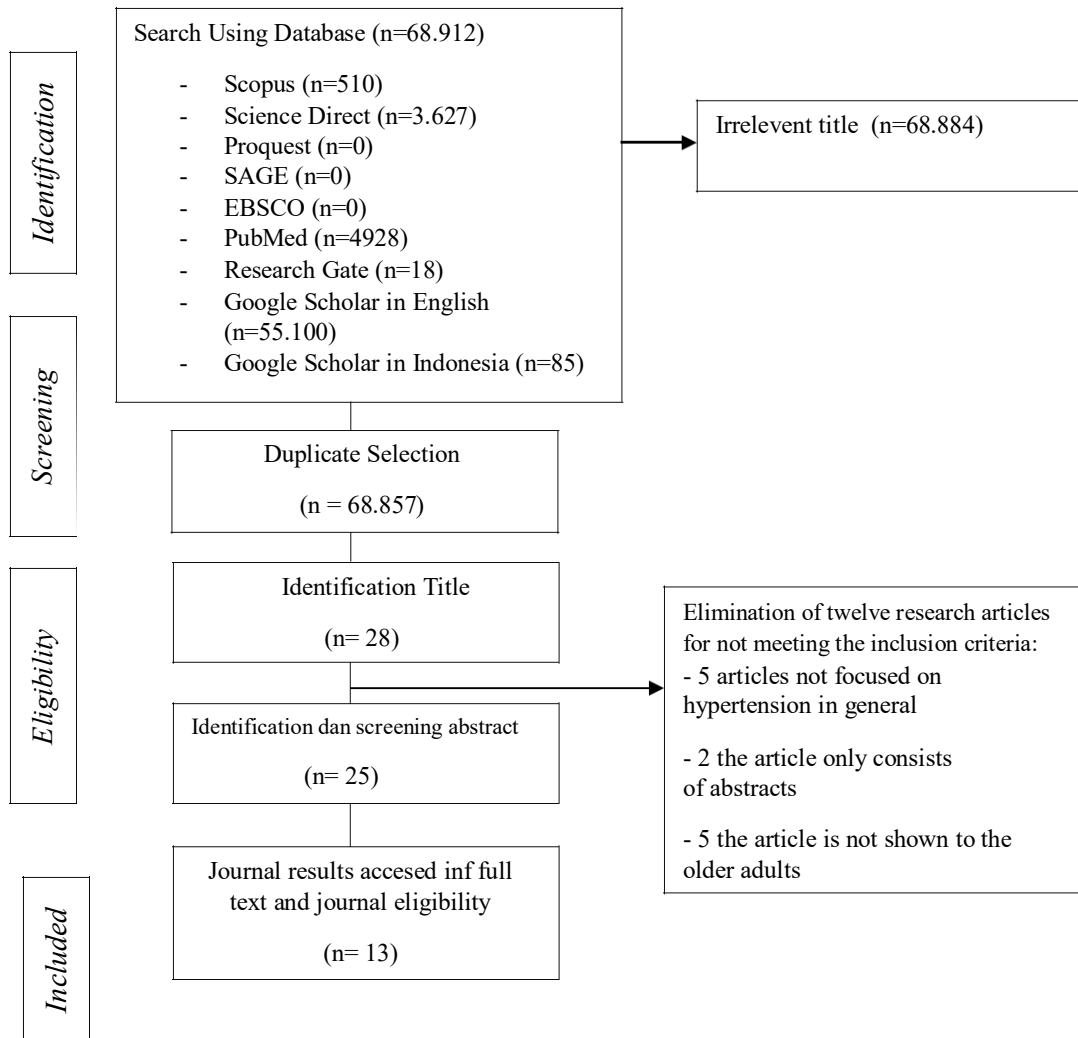 Identification
Search Using Database (n=68.912)
- Scopus (n=510)
- Science Direct (n=3.627)
- Proquest (n=0)
- SAGE (n=0)
- EBSCO (n=0)
- PubMed (n=4928)
- Research Gate (n=18)
- Google Scholar in English
(n=55.100)
- Google Scholar in Indonesia (n=85)
Irrelevent title (n=68.884)
Screening
Duplicate Selection
(n = 68.857)
Eligibility
Identification Title
(n= 28)
Identification dan screening abstract
(n= 25)
Elimination of twelve research articles
for not meeting the inclusion criteria:
- 5 articles not focused on
hypertension in general
- 2 the article only consists
of abstracts
- 5 the article is not shown to the
older adults
Included
Journal results accesed inf full
text and journal eligibility
(n= 13)